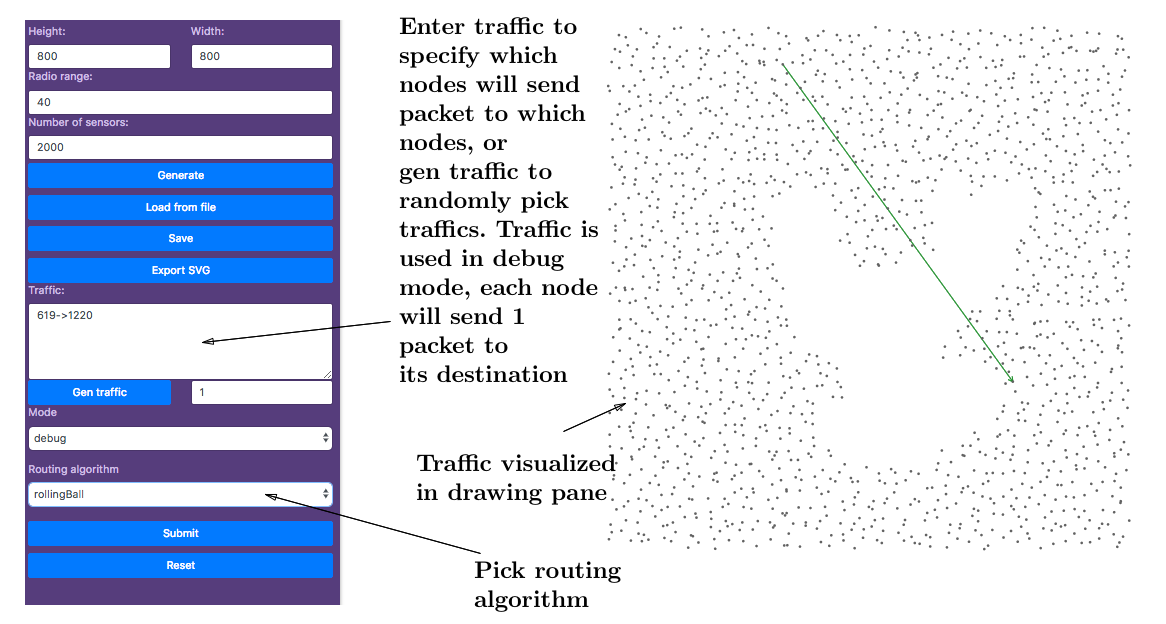 Height:
Width:
800
800
Radio range:
40
Number of sensors:
2000
Generate
Load from file
Save
Export SVG
Traffic:
619->1220
Gen traffic
1
Mode
debug
Routing algorithm
rollingBall
Submit
Reset
Enter traffic to
specify which
nodes will send
packet to which
nodes, or
gen traffic to
randomly pick
traffics. Traffic is
used in debug
mode, each node
will send 1
packet to
its destination
Traffic visualized
in drawing pane
Pick routing
algorithm